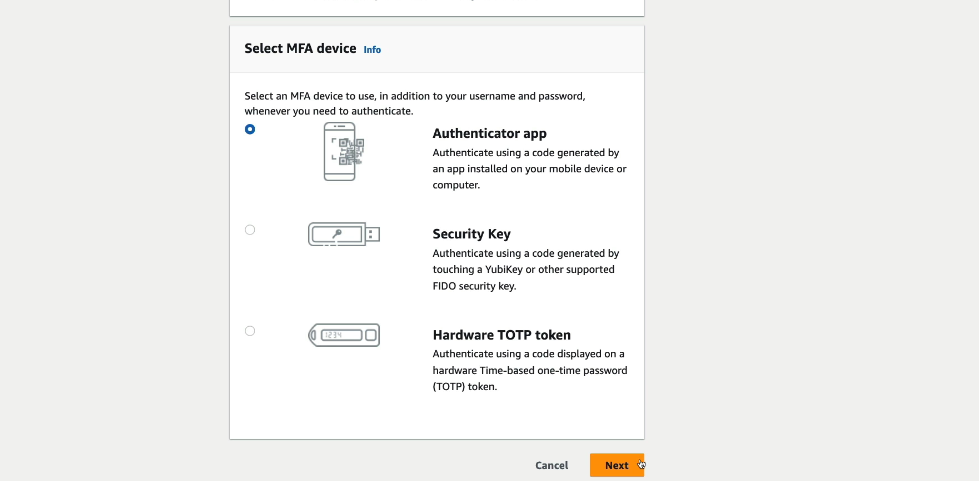 Select MFA device Info
Select an MFA device to use, in addition to your username and password,
whenever you need to authenticate.
Authenticator app
Authenticate using a code generated by
an app installed on your mobile device or
computer.
Security Key
Authenticate using a code generated by
touching a YubiKey or other supported
FIDO security key.
1234
Hardware TOTP token
Authenticate using a code displayed on a
hardware Time-based one-time password
(TOTP) token.
Cancel Next